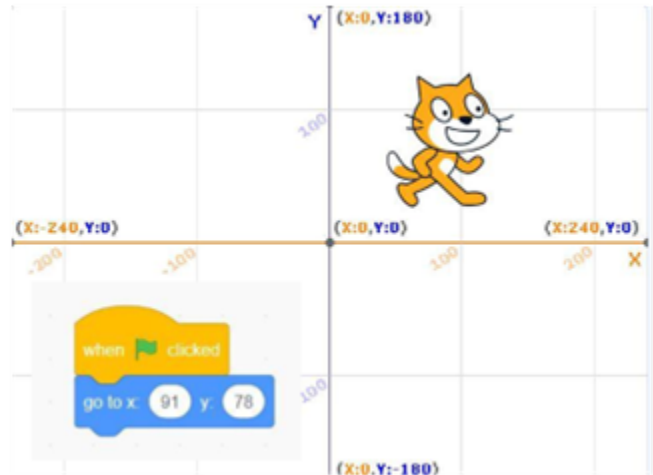 Y (X:0,Y:180)
100
(X:-240,Y:0) (X:0,Y:0) (X:240,Y:0)
-200 -100 100 200 X
when clicked
go to x: 91 y: 78
100
(X:0,Y:-180)